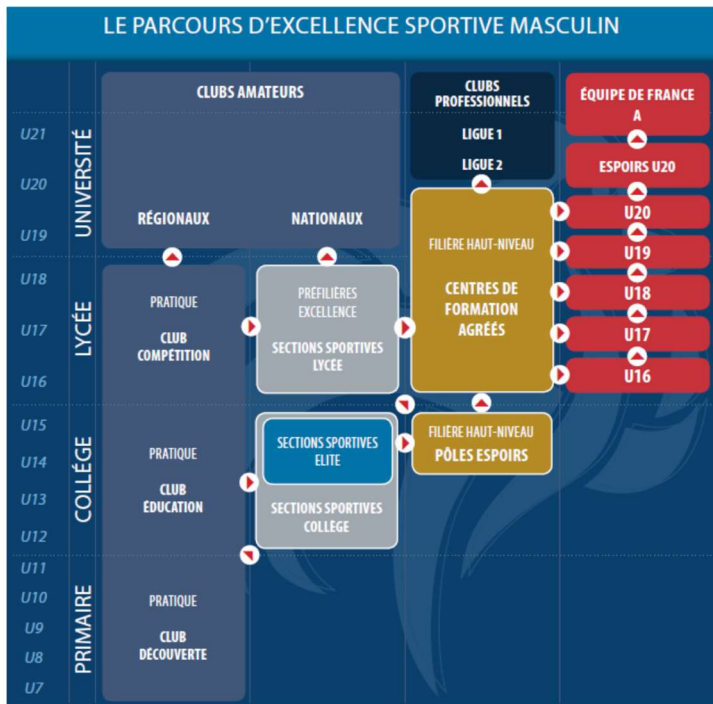 LE PARCOURS D'EXCELLENCE SPORTIVE MASCULIN
U21
U20
U19
U18
U17
U16
U15
U14
U13
U12
U11
U10
U9
U8
U7
UNIVERSITÉ
LYCÉE
COLLÉGE
PRIMAIRE
CLUBS AMATEURS
RÉGIONAUX
NATIONAUX
PRATIQUE
CLUB
COMPÉTITION
PRATIQUE
CLUB
ÉDUCATION
PRATIQUE
CLUB
DÉCOUVERTE
PRÉFILIÈRES
EXCELLENCE
SECTIONS SPORTIVES
LYCÉE
SECTIONS SPORTIVES
ELITE
SECTIONS SPORTIVES
COLLÈGE
CLUBS
PROFESSIONNELS
LIGUE 1
LIGUE 2
FILIÈRE HAUT-NIVEAU
CENTRES DE
FORMATION
AGRÉÉS
FILIÈRE HAUT-NIVEAU
PÔLES ESPOIRS
ÉQUIPE DE FRANCE
A
ESPOIRS U20
U20
U19
U18
U17
U16